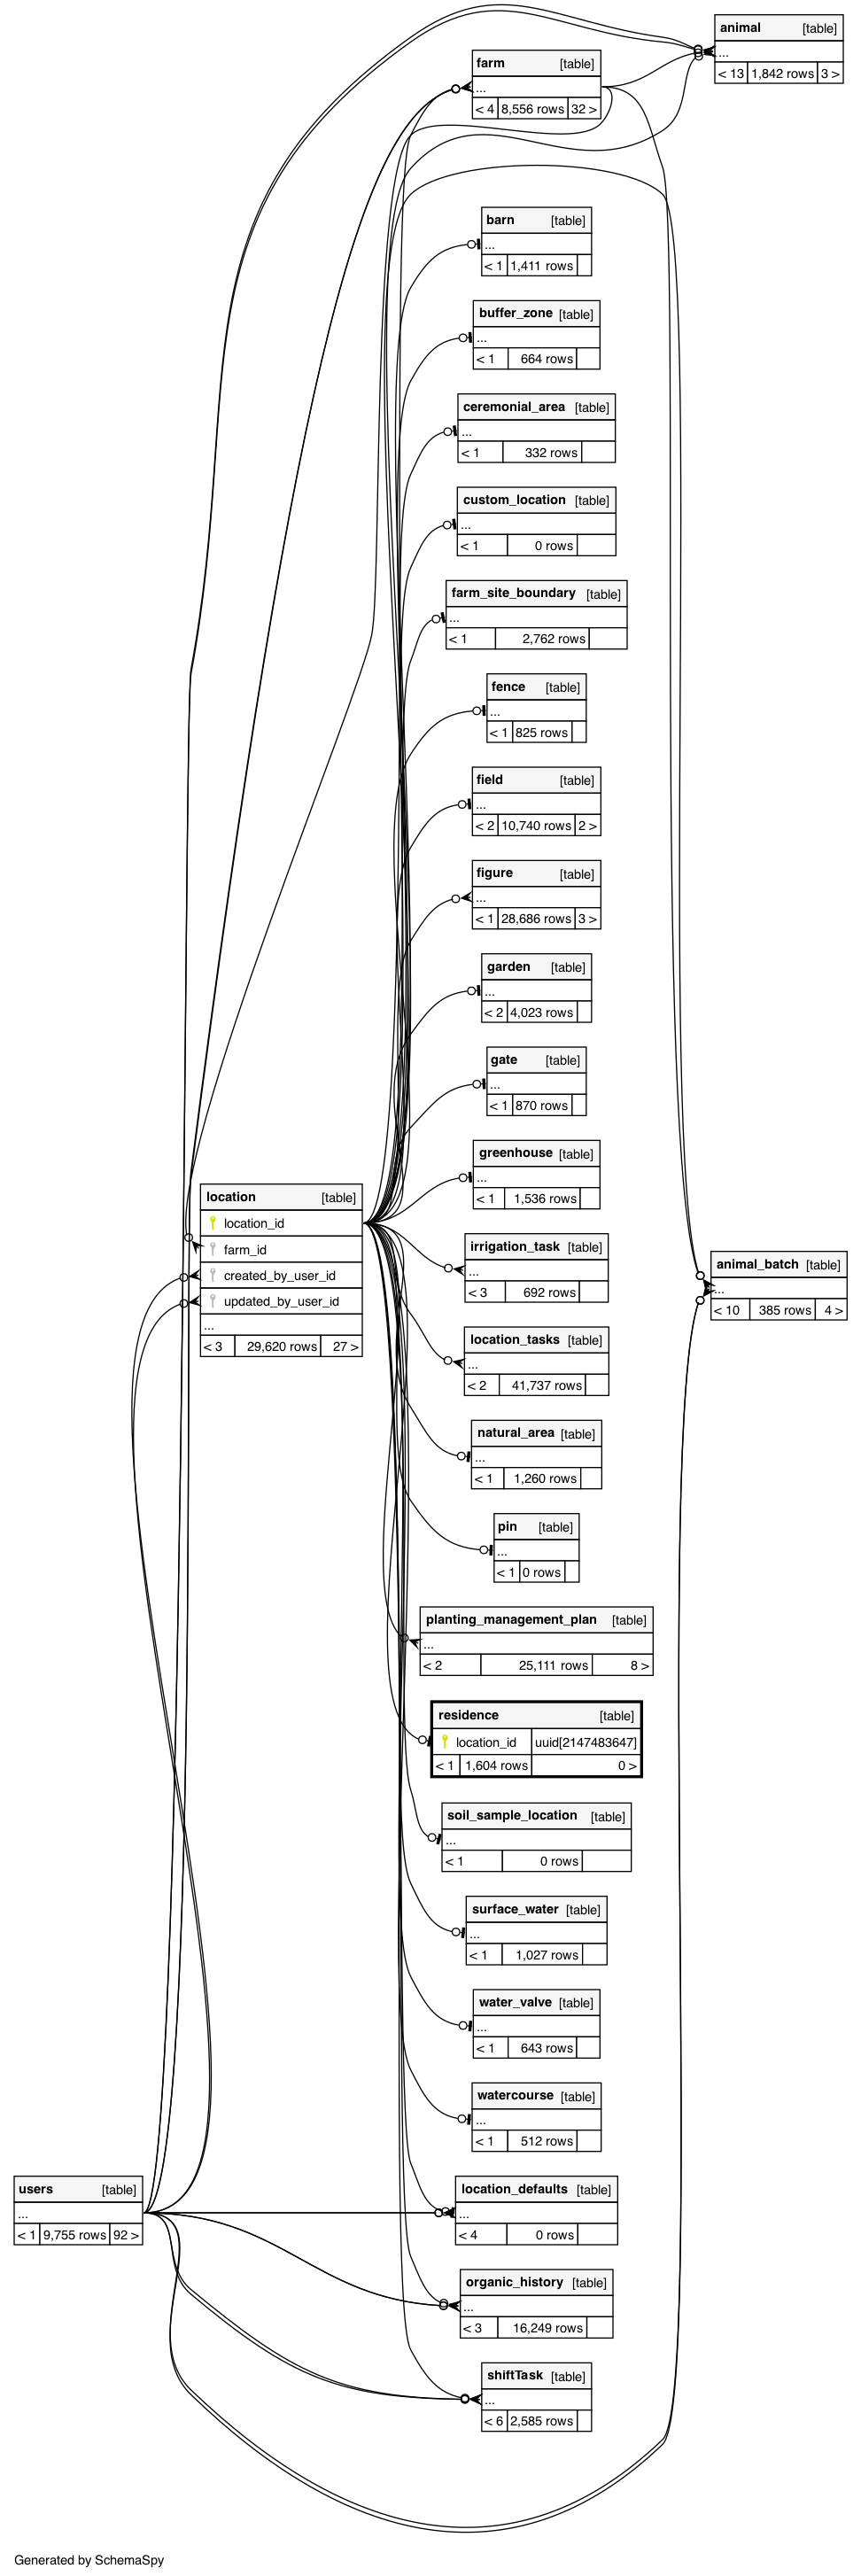 animal [table]
...
< 13 1,842 rows 3 >
farm [table]
...
< 4 8,556 rows 32 >
barn [table]
...
< 1 1,411 rows
buffer_zone [table]
...
< 1 664 rows
ceremonial_area [table]
...
< 1 332 rows
custom_location [table]
...
< 1 0 rows
farm_site_boundary [table]
...
< 1 2,762 rows
fence [table]
...
< 1 825 rows
field [table]
...
< 2 10,740 rows 2 >
figure [table]
...
< 1 28,686 rows 3 >
garden [table]
...
< 2 4,023 rows
gate [table]
...
< 1 870 rows
greenhouse [table]
...
< 1 1,536 rows
location [table]
location_id
farm_id
created_by_user_id
updated_by_user_id
...
< 3 29,620 rows 27 >
irrigation_task [table]
...
< 3 692 rows
animal_batch [table]
...
< 10 385 rows 4 >
location_tasks [table]
...
< 2 41,737 rows
natural_area [table]
...
< 1 1,260 rows
pin [table]
...
< 1 0 rows
planting_management_plan [table]
...
< 2 25,111 rows 8 >
residence [table]
location_id uuid[2147483647]
< 1 1,604 rows 0 >
soil_sample_location [table]
...
< 1 0 rows
surface_water [table]
...
< 1 1,027 rows
water_valve [table]
...
< 1 643 rows
watercourse [table]
...
< 1 512 rows
users [table]
...
< 1 9,755 rows 92 >
location_defaults [table]
...
< 4 0 rows
organic_history [table]
...
< 3 16,249 rows
shiftTask [table]
...
< 6 2,585 rows
Generated by SchemaSpy